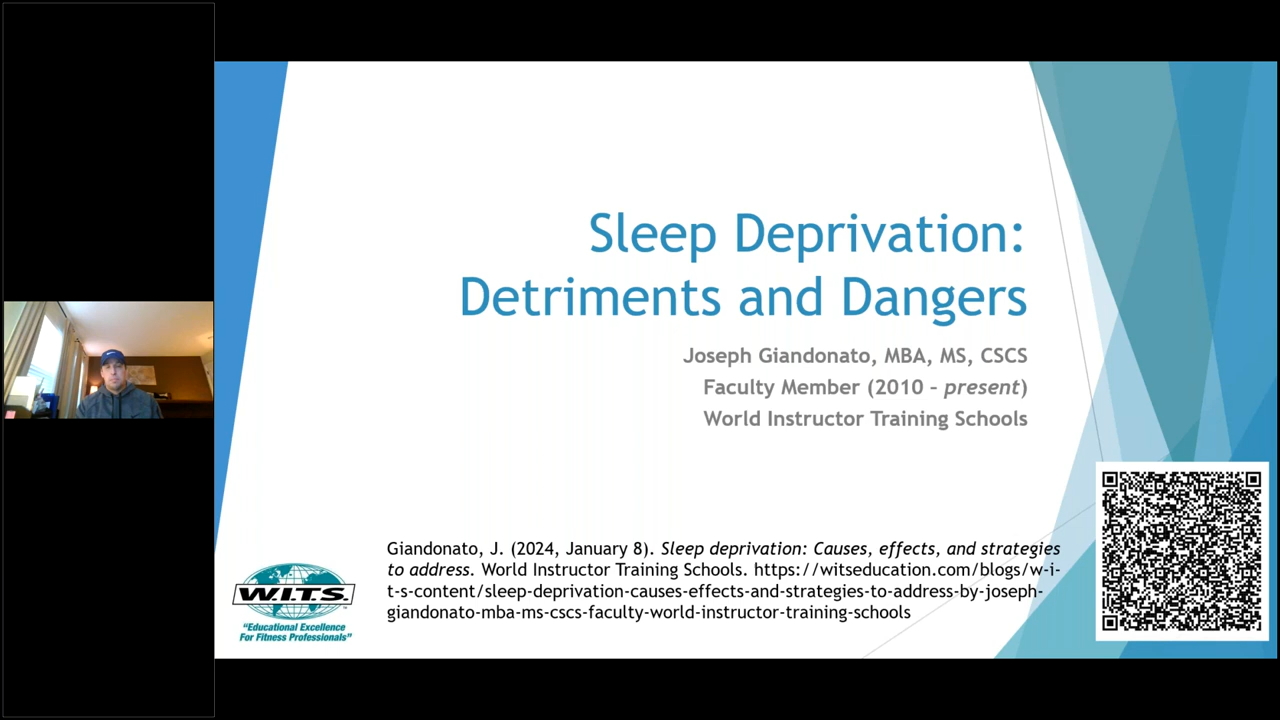 Sleep Deprivation:
Detriments and Dangers
Joseph Giandonato, MBA, MS, CSCS
Faculty Member (2010 – present)
World Instructor Training Schools
Giandonato, J. (2024, January 8). Sleep deprivation: Causes, effects, and strategies
to address. World Instructor Training Schools. https://witseducation.com/blogs/w-i-
t-s-content/sleep-deprivation-causes-effects-and-strategies-to-address-by-joseph-
giandonato-mba-ms-cscs-faculty-world-instructor-training-schools
W.I.T.S.
"Educational Excellence
For Fitness Professionals"